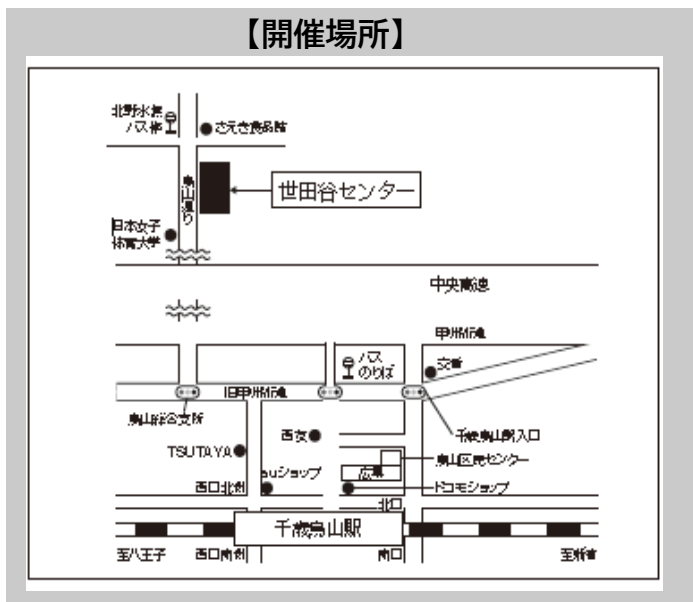 【開催場所】
北野水無
バス停
さえき食品館
烏山通り
世田谷センター
日本女子
体育大学
中央高速
甲州街道
バス
のりば
交番
旧甲州街道
烏山総合支所
千歳烏山駅入口
西友
TSUTAYA
烏山区民センター
auショップ
広場
西口北側
ドコモショップ
北口
千歳烏山駅
至八王子
西口南側
南口
至新宿